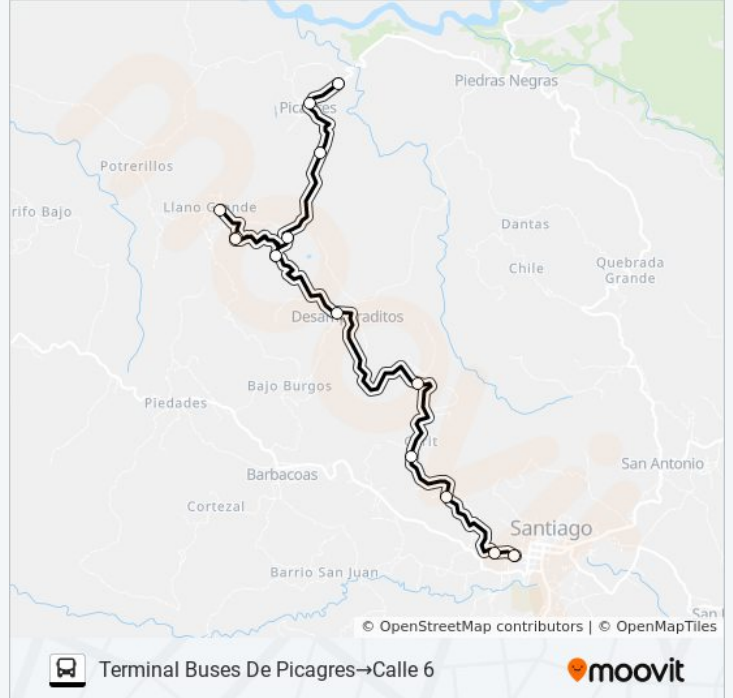 Piedras Negras
Picagres
Potrerillos
Llano Grande
rifo Bajo
Dantas
Chile
Quebrada
Grande
Desamparaditos
Bajo Burgos
Piedades
San Antonio
Barbacoas
Cortezal
Santiago
Barrio San Juan
San
© OpenStreetMap contributors | © OpenMapTiles
Terminal Buses De Picagres→Calle 6
moovit